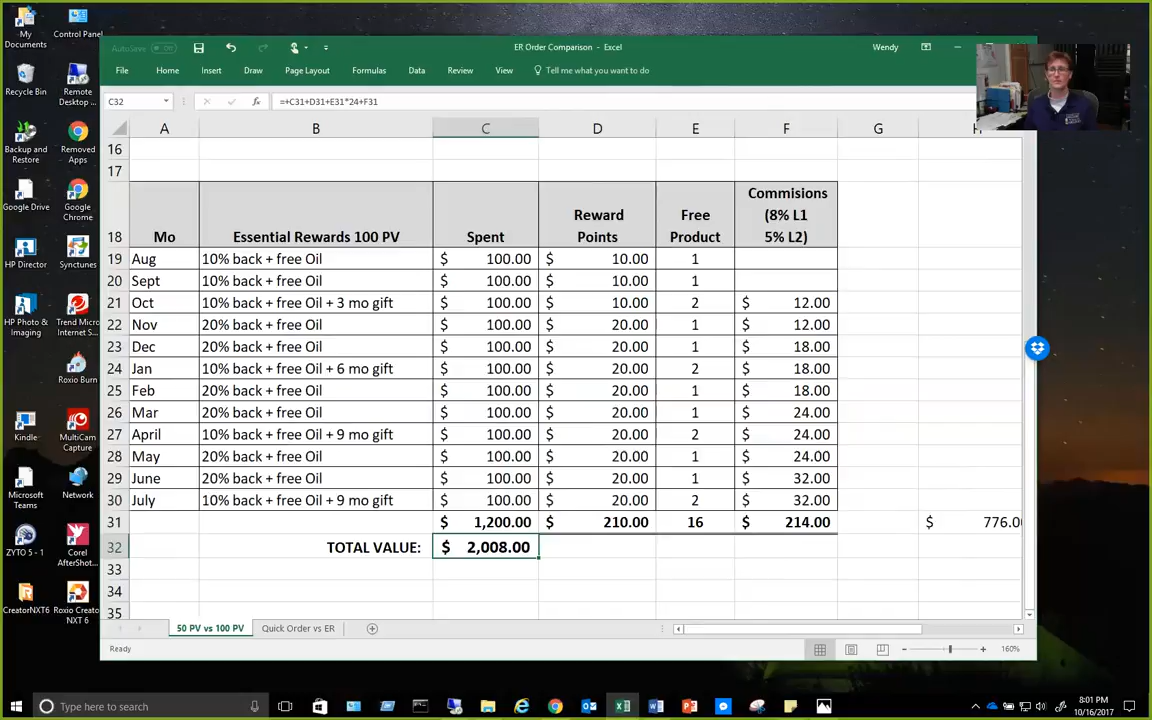 My Documents
Control Panel
Recycle Bin
Remote Desktop ...
Backup and Restore
Removed Apps
Google Drive
Google Chrome
HP Director
Synctunes
HP Photo & Imaging
Trend Micro Internet S...
Roxio Burn
Kindle
MultiCam Capture
Microsoft Teams
Network
ZYTO 5 - 1
Corel AfterShot...
CreatorNXT6
Roxio Creator NXT 6
AutoSave Off
ER Order Comparison - Excel
Wendy
File Home Insert Draw Page Layout Formulas Data Review View Tell me what you want to do
C32 fx =+C31+D31+E31*24+F31
A B C D E F G H
16
17
18 Mo Essential Rewards 100 PV Spent Reward Points Free Product Commisions (8% L1 5% L2)
19 Aug 10% back + free Oil $ 100.00 $ 10.00 1
20 Sept 10% back + free Oil $ 100.00 $ 10.00 1
21 Oct 10% back + free Oil + 3 mo gift $ 100.00 $ 10.00 2 $ 12.00
22 Nov 20% back + free Oil $ 100.00 $ 20.00 1 $ 12.00
23 Dec 20% back + free Oil $ 100.00 $ 20.00 1 $ 18.00
24 Jan 10% back + free Oil + 6 mo gift $ 100.00 $ 20.00 2 $ 18.00
25 Feb 20% back + free Oil $ 100.00 $ 20.00 1 $ 18.00
26 Mar 20% back + free Oil $ 100.00 $ 20.00 1 $ 24.00
27 April 10% back + free Oil + 9 mo gift $ 100.00 $ 20.00 2 $ 24.00
28 May 20% back + free Oil $ 100.00 $ 20.00 1 $ 24.00
29 June 20% back + free Oil $ 100.00 $ 20.00 1 $ 32.00
30 July 10% back + free Oil + 9 mo gift $ 100.00 $ 20.00 2 $ 32.00
31 $ 1,200.00 $ 210.00 16 $ 214.00 $ 776.0
32 TOTAL VALUE: $ 2,008.00
33
34
35
50 PV vs 100 PV Quick Order vs ER
Ready
160%
Type here to search
8:01 PM
10/16/2017